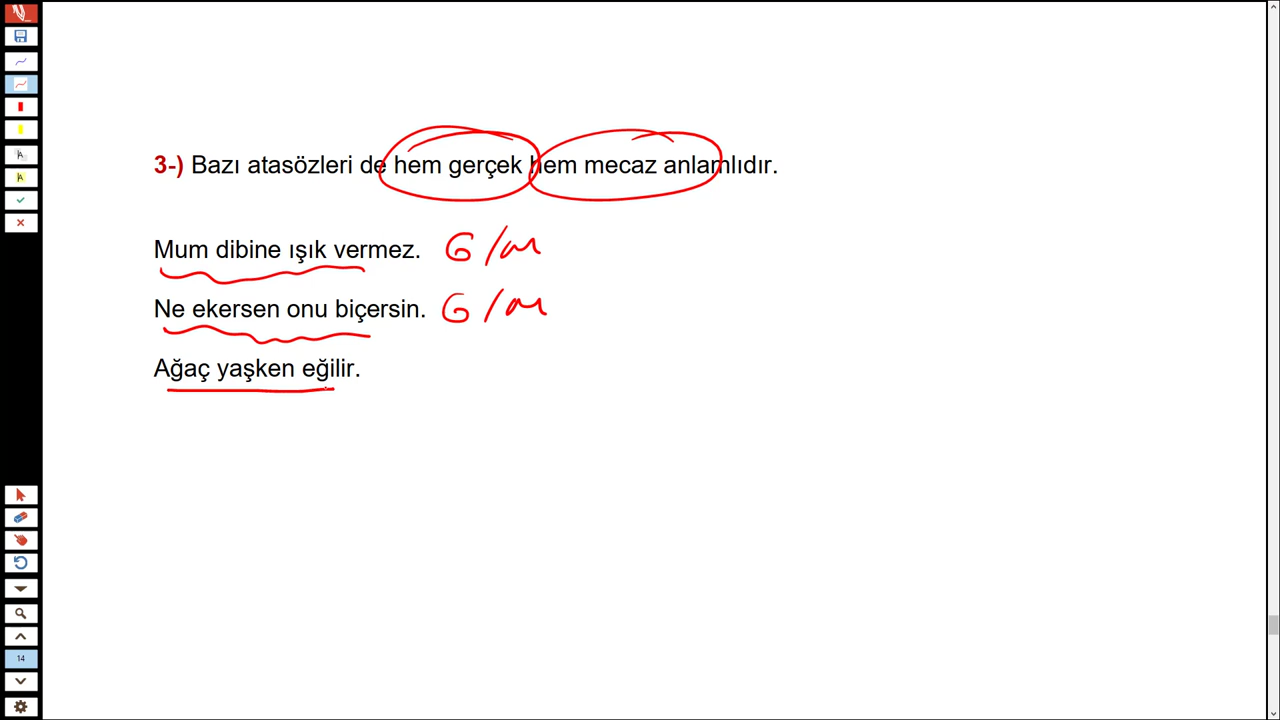 3-) Bazı atasözleri de hem gerçek hem mecaz anlamlıdır.
Mum dibine ışık vermez. G/M
Ne ekersen onu biçersin. G/M
Ağaç yaşken eğilir.
14